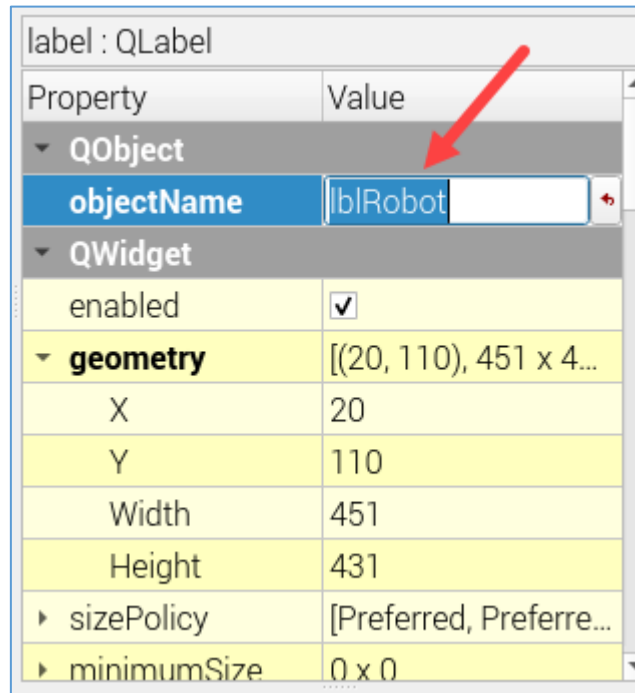 label : QLabel
Property Value
QObject
objectName lblRobot
QWidget
enabled
geometry [(20, 110), 451 x 4...
X 20
Y 110
Width 451
Height 431
sizePolicy [Preferred, Preferre...
minimumSize 0 x 0